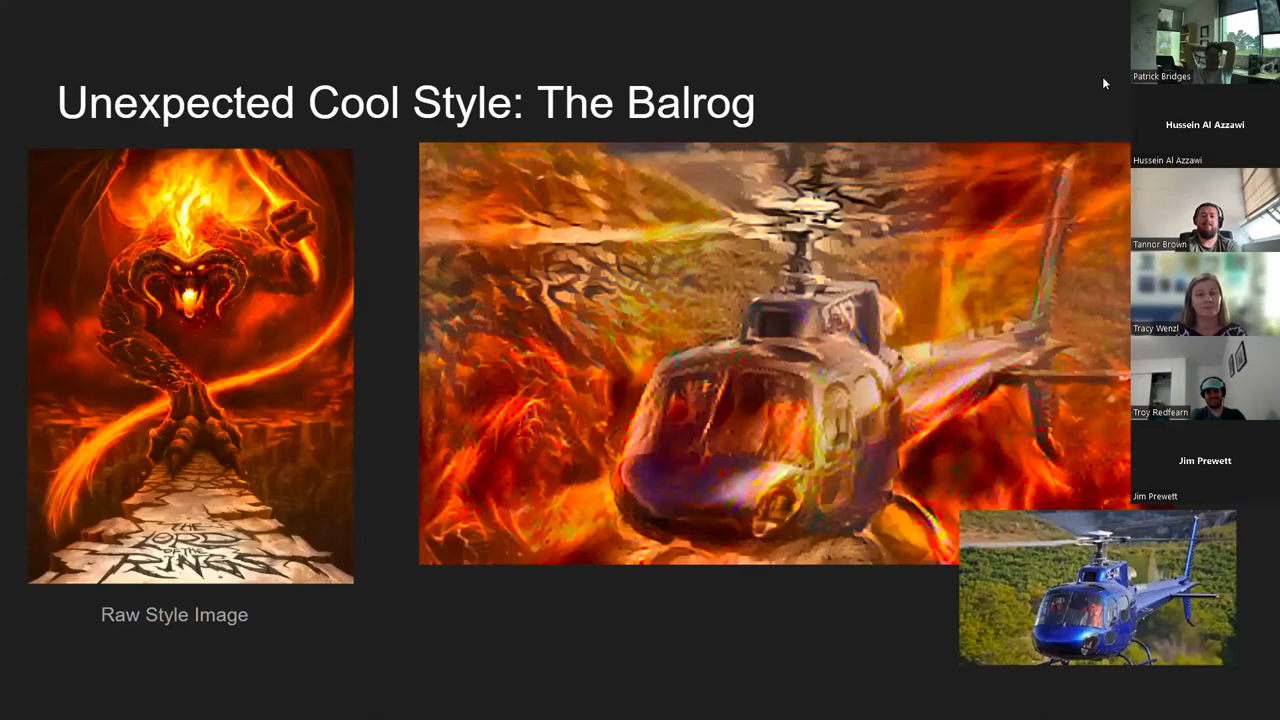 Unexpected Cool Style: The Balrog
THE
LORD
OF THE
RINGS
Raw Style Image
Patrick Bridges
Hussein Al Azzawi
Hussein Al Azzawi
Tannor Brown
Tracy Wenzl
Troy Redfearn
Jim Prewett
Jim Prewett